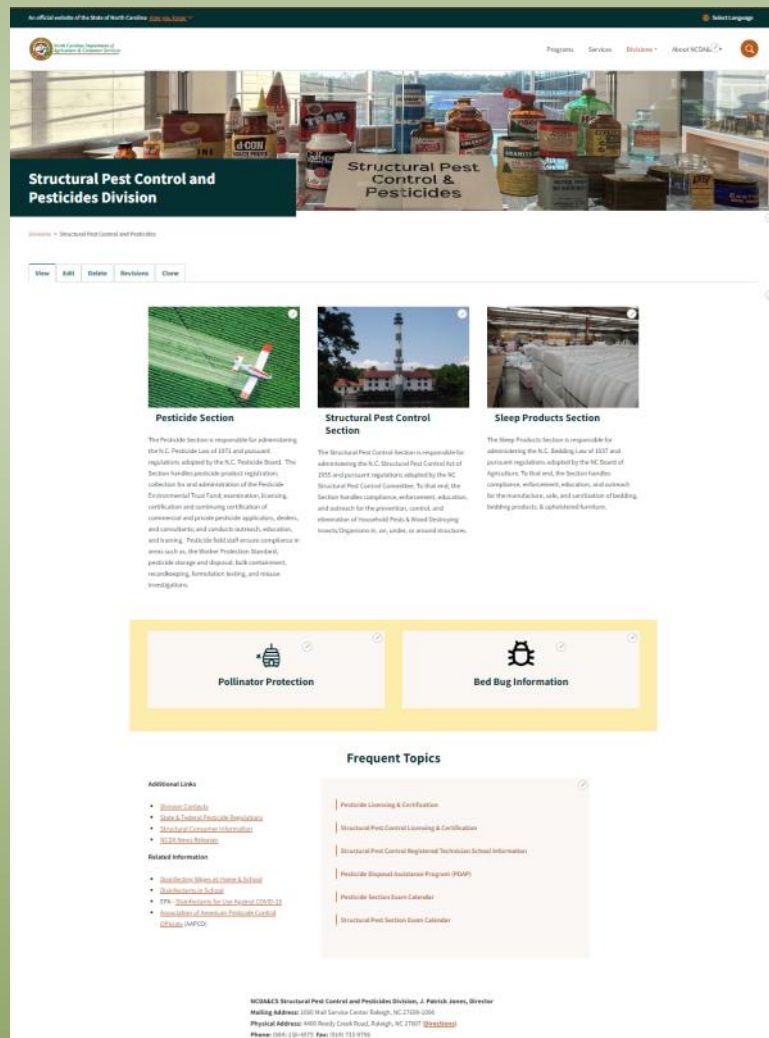 An official website of the State of North Carolina
Select Language
North Carolina Department of
Agriculture & Consumer Services
Programs Services Divisions About NCDA&
d-CON
TRAK
Structural Pest
Control &
Pesticides
Structural Pest Control and
Pesticides Division
Divisions > Structural Pest Control and Pesticides
View Edit Delete Revisions Clone
Pesticide Section
The Pesticide Section is responsible for administering
the N.C. Pesticide Law of 1971 and pursuant
regulations adopted by the N.C. Pesticide Board. The
Section handles pesticide product registration;
collection for and administration of the Pesticide
Environmental Trust Fund; examination, licensing,
certification and continuing certification of
commercial and private pesticide applicators, dealers,
and consultants; and conducts outreach, education,
and training. Pesticide field staff ensure compliance in
areas such as, the Worker Protection Standard,
pesticide storage and disposal, bulk containment,
recordkeeping, formulation testing, and misuse
investigations.
Structural Pest Control
Section
The Structural Pest Control Section is responsible for
administering the N.C. Structural Pest Control Act of
1955 and pursuant regulations adopted by the NC
Structural Pest Control Committee. To that end, the
Section handles compliance, enforcement, education,
and outreach for the prevention, control, and
elimination of Household Pests & Wood Destroying
Insects/Organisms in, on, under, or around structures.
Sleep Products Section
The Sleep Products Section is responsible for
administering the N.C. Bedding Law of 1937 and
pursuant regulations adopted by the NC Board of
Agriculture. To that end, the Section handles
compliance, enforcement, education, and outreach
for the manufacture, sale, and sanitization of bedding,
bedding products, & upholstered furniture.
Pollinator Protection
Bed Bug Information
Frequent Topics
Additional Links
Division Contacts
State & Federal Pesticide Regulations
Structural Consumer Information
NCDA News Releases
Related Information
Disinfecting Wipes at Home & School
Disinfectants in School
EPA - Disinfectants for Use Against COVID-19
Association of American Pesticide Control
Officials (AAPCO)
Pesticide Licensing & Certification
Structural Pest Control Licensing & Certification
Structural Pest Control Registered Technician School Information
Pesticide Disposal Assistance Program (PDAP)
Pesticide Section Exam Calendar
Structural Pest Section Exam Calendar
NCDA&CS Structural Pest Control and Pesticides Division, J. Patrick Jones, Director
Mailing Address: 1090 Mail Service Center Raleigh, NC
Physical Address: 4400 Reedy Creek Road, Raleigh, NC 27607 (Directions)
Phone: Fax: